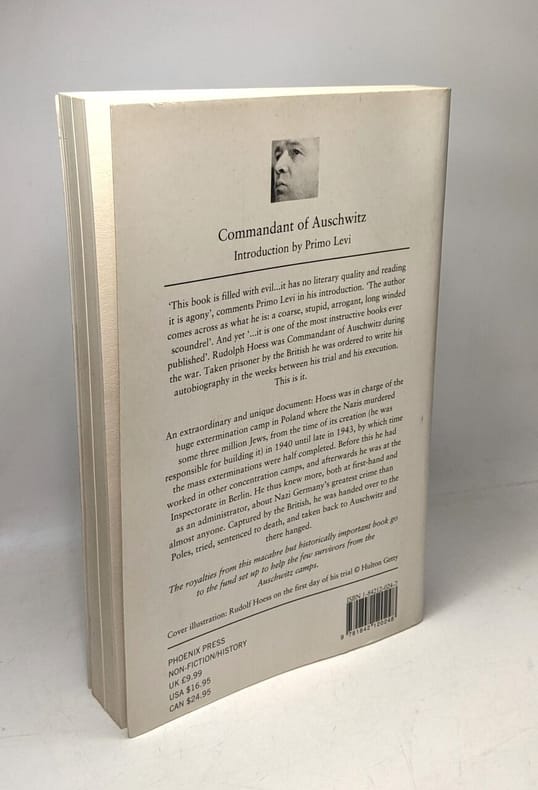 Commandant of Auschwitz
Introduction by Primo Levi
'This book is filled with evil...it has no literary quality and reading
it is agony', comments Primo Levi in his introduction. 'The author
comes across as what he is: a coarse, stupid, arrogant, long winded
scoundrel'. And yet '...it is one of the most instructive books ever
published'. Rudolph Hoess was Commandant of Auschwitz during
the war. Taken prisoner by the British he was ordered to write his
autobiography in the weeks between his trial and his execution.
This is it.
An extraordinary and unique document: Hoess was in charge of the
huge extermination camp in Poland where the Nazis murdered
some three million Jews, from the time of its creation (he was
responsible for building it) in 1940 until late in 1943, by which time
the mass exterminations were half completed. Before this he had
worked in other concentration camps, and afterwards he was at the
Inspectorate in Berlin. He thus knew more, both at first-hand and
as an administrator, about Nazi Germany's greatest crime than
almost anyone. Captured by the British, he was handed over to the
Poles, tried, sentenced to death, and taken back to Auschwitz and
there hanged.
The royalties from this macabre but historically important book go
to the fund set up to help the few survivors from the
Auschwitz camps.
Cover illustration: Rudolf Hoess on the first day of his trial © Hulton Getty
PHOENIX PRESS
NON-FICTION/HISTORY
UK £9.99
USA $16.95
CAN $24.95
ISBN 1-84212-024-7
9 781842 120248